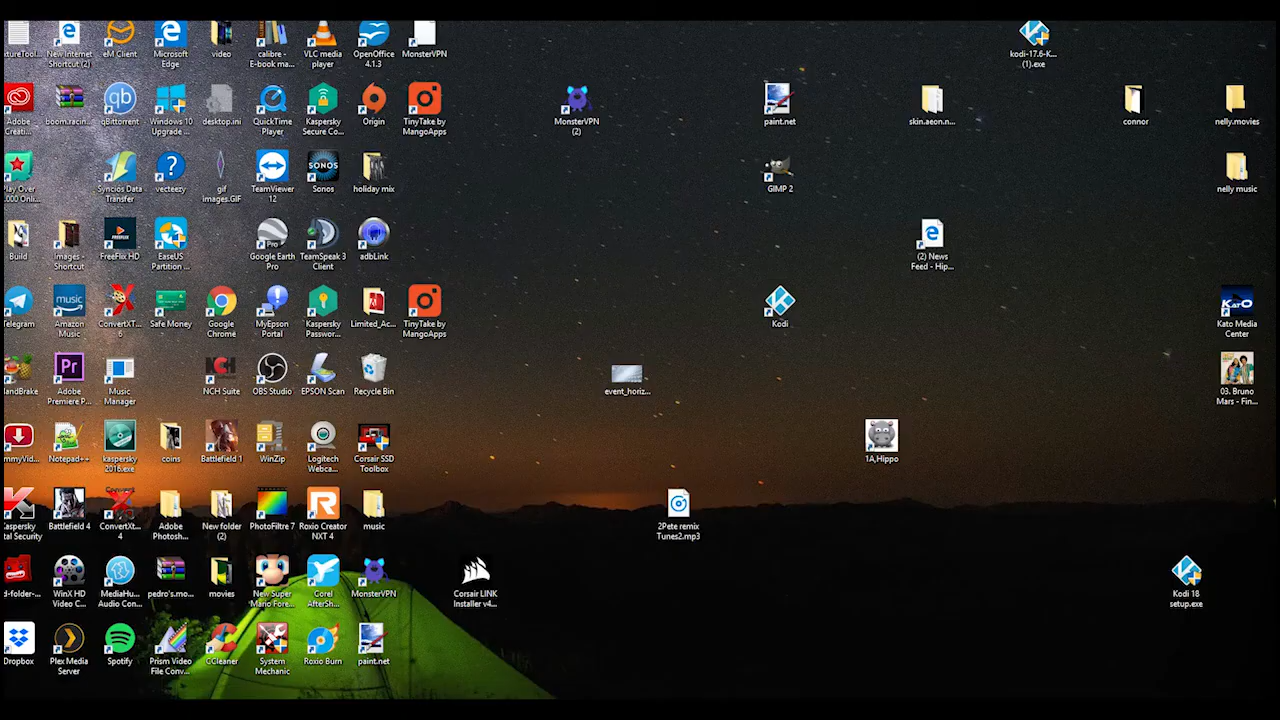 atureTool...
New Internet
Shortcut (2)
eM Client
Microsoft
Edge
video
calibre -
E-book ma...
VLC media
player
OpenOffice
4.1.3
MonsterVPN
kodi-17.6-K...
(1).exe
Adobe
Creati...
boom.racin...
qBittorrent
Windows 10
Upgrade ...
desktop.ini
QuickTime
Player
Kaspersky
Secure Co...
Origin
TinyTake by
MangoApps
MonsterVPN
(2)
paint.net
skin.aeon.n...
connor
nelly.movies
Play Over
000 Onli...
Syncios Data
Transfer
vecteezy
gif
images.GIF
TeamViewer
12
SONOS
Sonos
holiday mix
GIMP 2
nelly music
Build
Images -
Shortcut
FreeFlix HD
EaseUS
Partition ...
Pro
Google Earth
Pro
TeamSpeak 3
Client
adbLink
(2) News
Feed - Hip...
Telegram
music
Amazon
Music
ConvertXT...
6
Safe Money
Google
Chrome
MyEpson
Portal
Kaspersky
Passwor...
Limited_Ac...
TinyTake by
MangoApps
Kodi
KatO
Kato Media
Center
HandBrake
Pr
Adobe
Premiere P...
Music
Manager
NCH
NCH Suite
OBS Studio
EPSON Scan
Recycle Bin
event_horiz...
03. Bruno
Mars - Fin...
mmyVid...
Notepad++
kaspersky
2016.exe
coins
Battlefield 1
WinZip
Logitech
Webca...
Corsair SSD
Toolbox
1A,Hippo
Kaspersky
tal Security
Battlefield 4
ConvertXt...
4
Adobe
Photosh...
New folder
(2)
PhotoFiltre 7
Roxio Creator
NXT 4
music
2Pete remix
Tunes2.mp3
d-folder-...
WinX HD
Video C...
MediaHu...
Audio Con...
pedro's.mo...
movies
New Super
Mario Fore...
Corel
AfterSh...
MonsterVPN
Corsair LINK
Installer v4...
Kodi 18
setup.exe
Dropbox
Plex Media
Server
Spotify
Prism Video
File Conv...
CCleaner
System
Mechanic
Roxio Burn
paint.net